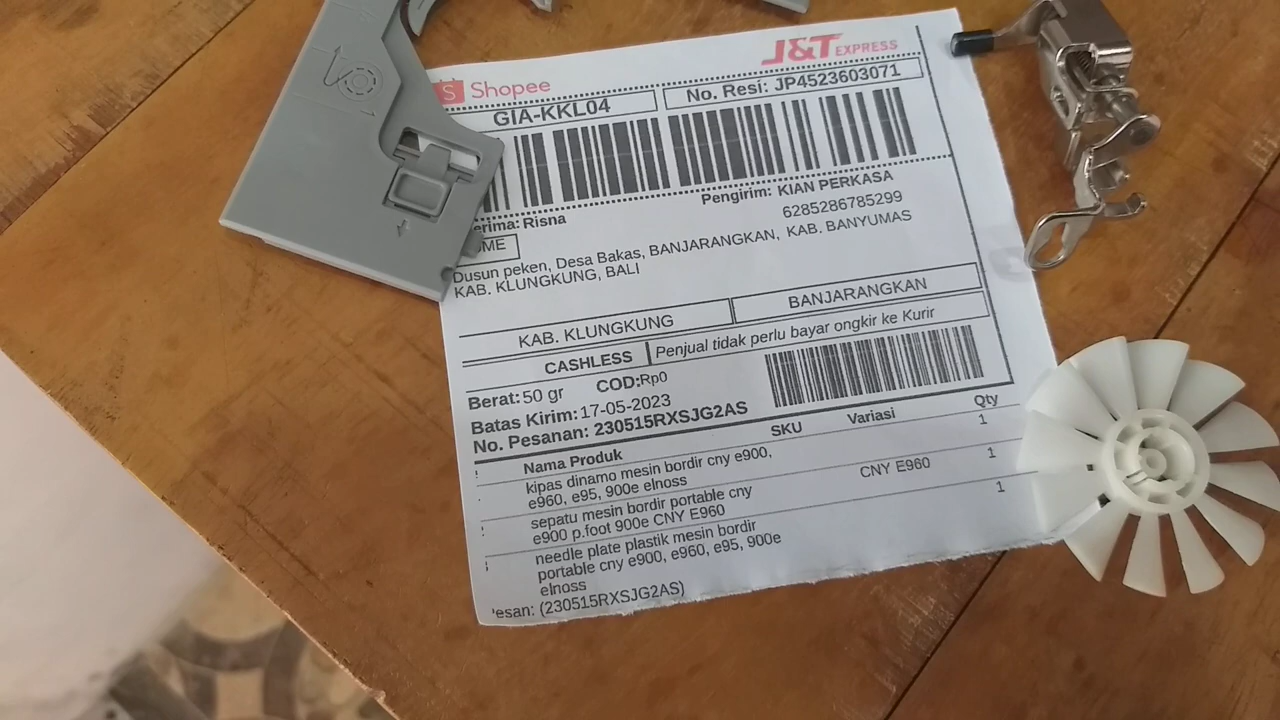 J&T EXPRESS
Shopee
GIA-KKL04
No. Resi: JP4523603071
erima: Risna
Pengirim: KIAN PERKASA
6285286785299
OME
KAB. BANYUMAS
Dusun peken, Desa Bakas, BANJARANGKAN,
KAB. KLUNGKUNG, BALI
KAB. KLUNGKUNG
BANJARANGKAN
CASHLESS
Penjual tidak perlu bayar ongkir ke Kurir
Berat: 50 gr
COD:Rp0
Batas Kirim: 17-05-2023
No. Pesanan: 230515RXSJG2AS
Nama Produk
SKU
Variasi
Qty
kipas dinamo mesin bordir cny e900,
e960, e95, 900e elnoss
1
sepatu mesin bordir portable cny
e900 p.foot 900e CNY E960
CNY E960
1
needle plate plastik mesin bordir
portable cny e900, e960, e95, 900e
elnoss
1
esan: (230515RXSJG2AS)